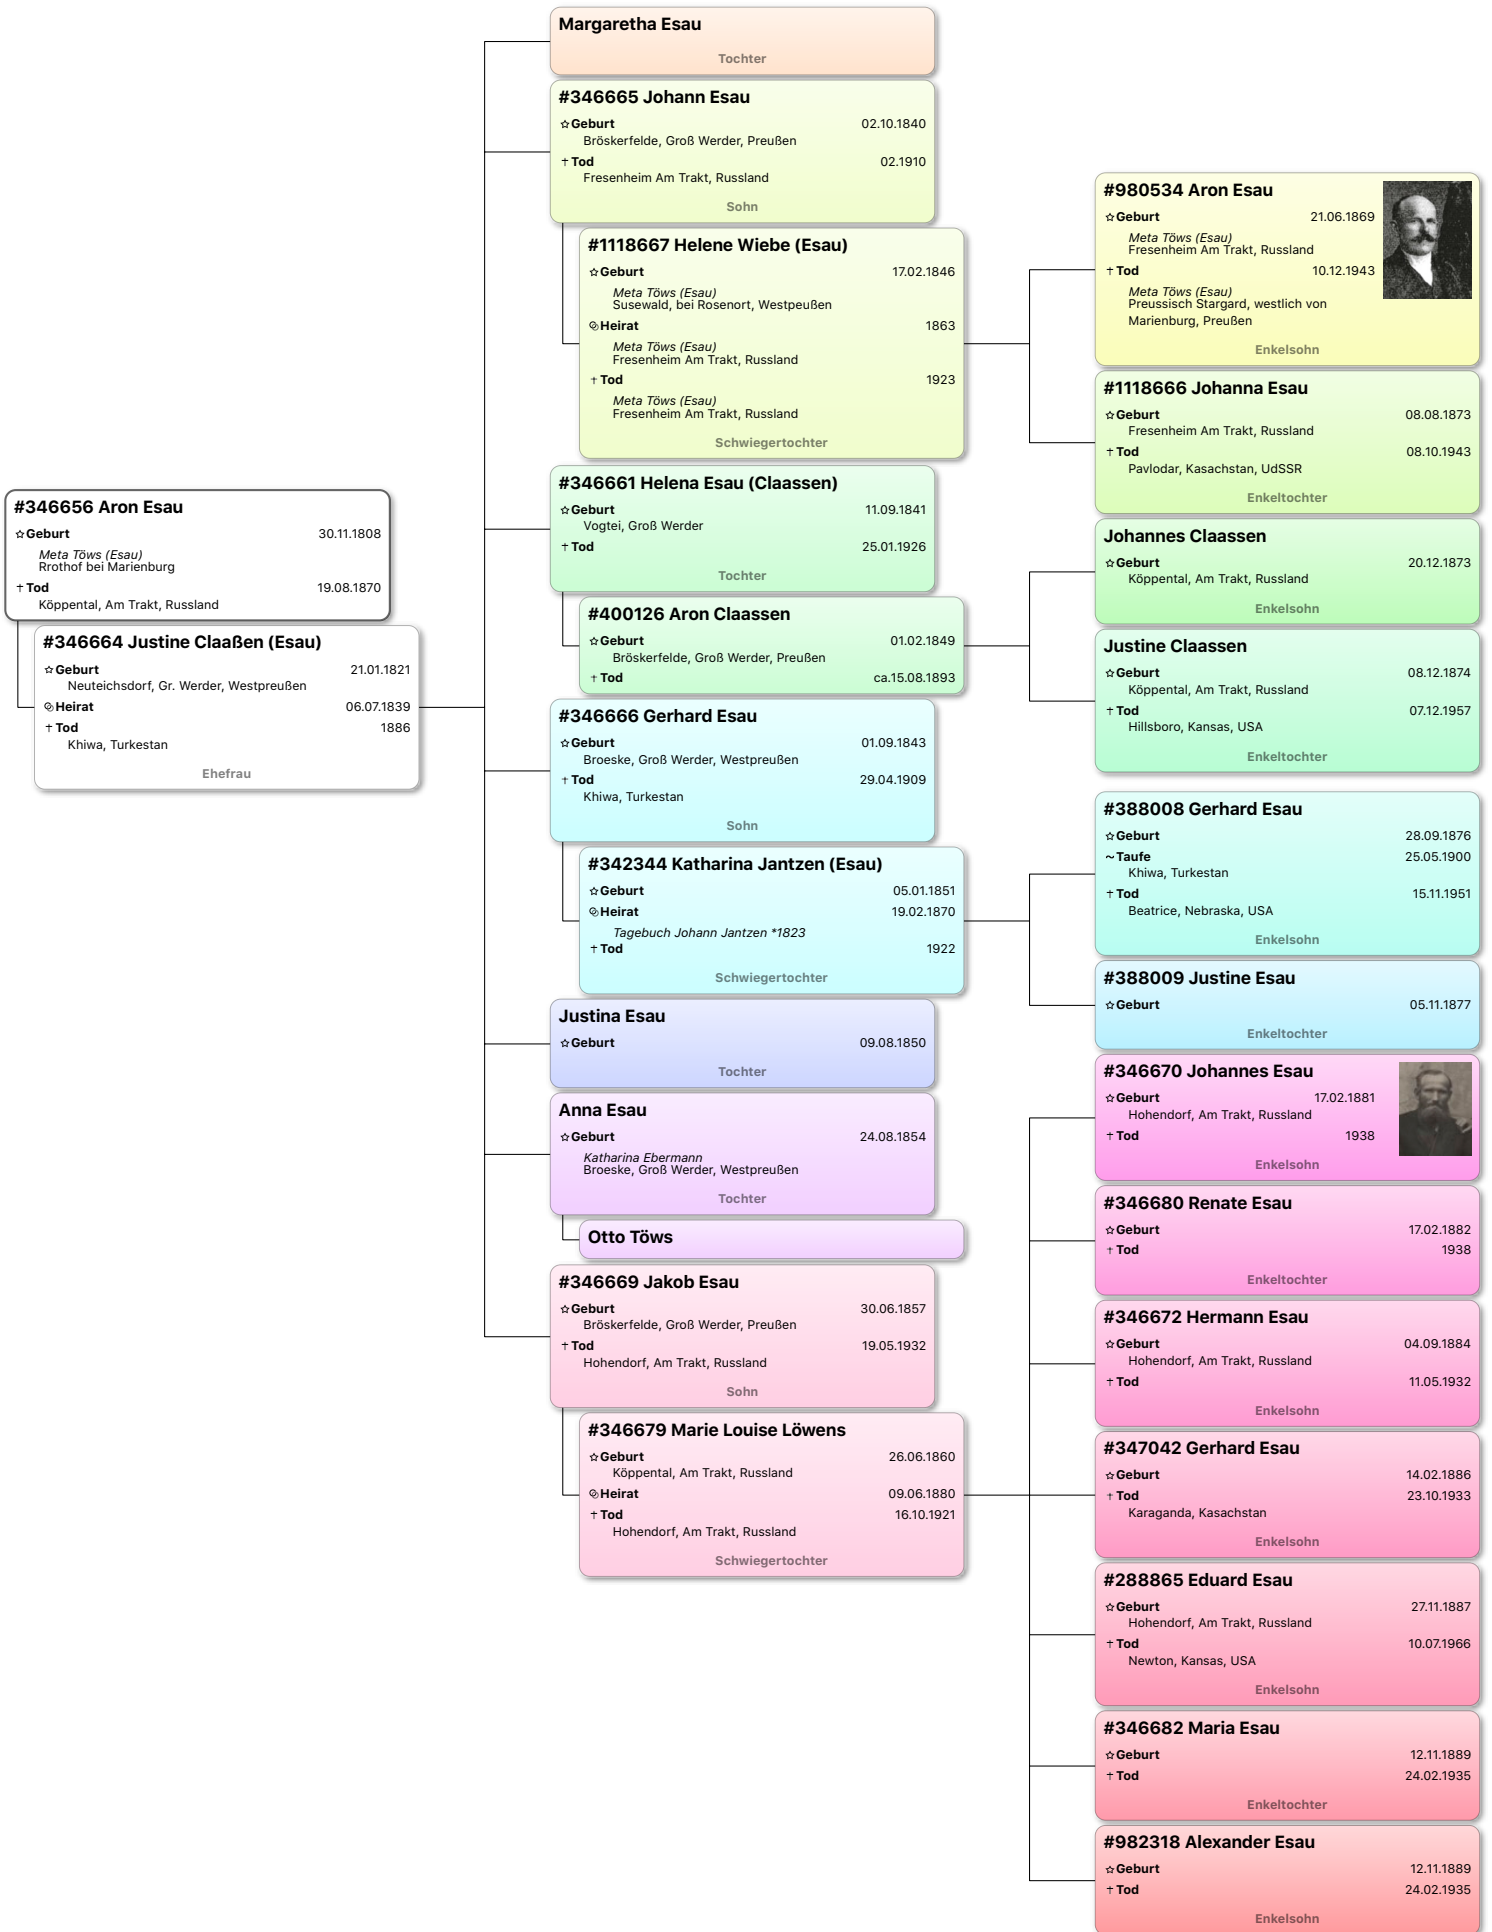 Margaretha Esau
Tochter
#346665 Johann Esau
☆Geburt 02.10.1840
Bröskerfelde, Groß Werder, Preußen
†Tod 02.1910
Fresenheim Am Trakt, Russland
Sohn
#1118667 Helene Wiebe (Esau)
☆Geburt 17.02.1846
Meta Töws (Esau)
Susewald, bei Rosenort, Westpeußen
⚭Heirat 1863
Meta Töws (Esau)
Fresenheim Am Trakt, Russland
†Tod 1923
Meta Töws (Esau)
Fresenheim Am Trakt, Russland
Schwiegertochter
#346661 Helena Esau (Claassen)
☆Geburt 11.09.1841
Vogtei, Groß Werder
†Tod 25.01.1926
Tochter
#400126 Aron Claassen
☆Geburt 01.02.1849
Bröskerfelde, Groß Werder, Preußen
†Tod ca.15.08.1893
#346656 Aron Esau
☆Geburt 30.11.1808
Meta Töws (Esau)
Rrothof bei Marienburg
†Tod 19.08.1870
Köppental, Am Trakt, Russland
#346664 Justine Claaßen (Esau)
☆Geburt 21.01.1821
Neuteichsdorf, Gr. Werder, Westpreußen
⚭Heirat 06.07.1839
†Tod 1886
Khiwa, Turkestan
Ehefrau
#346666 Gerhard Esau
☆Geburt 01.09.1843
Broeske, Groß Werder, Westpreußen
†Tod 29.04.1909
Khiwa, Turkestan
Sohn
#342344 Katharina Jantzen (Esau)
☆Geburt 05.01.1851
⚭Heirat 19.02.1870
Tagebuch Johann Jantzen *1823
†Tod 1922
Schwiegertochter
Justina Esau
☆Geburt 09.08.1850
Tochter
Anna Esau
☆Geburt 24.08.1854
Katharina Ebermann
Broeske, Groß Werder, Westpreußen
Tochter
Otto Töws
#346669 Jakob Esau
☆Geburt 30.06.1857
Bröskerfelde, Groß Werder, Preußen
†Tod 19.05.1932
Hohendorf, Am Trakt, Russland
Sohn
#346679 Marie Louise Löwens
☆Geburt 26.06.1860
Köppental, Am Trakt, Russland
⚭Heirat 09.06.1880
†Tod 16.10.1921
Hohendorf, Am Trakt, Russland
Schwiegertochter
#980534 Aron Esau
☆Geburt 21.06.1869
Meta Töws (Esau)
Fresenheim Am Trakt, Russland
†Tod 10.12.1943
Meta Töws (Esau)
Preussisch Stargard, westlich von
Marienburg, Preußen
Enkelsohn
#1118666 Johanna Esau
☆Geburt 08.08.1873
Fresenheim Am Trakt, Russland
†Tod 08.10.1943
Pavlodar, Kasachstan, UdSSR
Enkeltochter
Johannes Claassen
☆Geburt 20.12.1873
Köppental, Am Trakt, Russland
Enkelsohn
Justine Claassen
☆Geburt 08.12.1874
Köppental, Am Trakt, Russland
†Tod 07.12.1957
Hillsboro, Kansas, USA
Enkeltochter
#388008 Gerhard Esau
☆Geburt 28.09.1876
~Taufe 25.05.1900
Khiwa, Turkestan
†Tod 15.11.1951
Beatrice, Nebraska, USA
Enkelsohn
#388009 Justine Esau
☆Geburt 05.11.1877
Enkeltochter
#346670 Johannes Esau
☆Geburt 17.02.1881
Hohendorf, Am Trakt, Russland
†Tod 1938
Enkelsohn
#346680 Renate Esau
☆Geburt 17.02.1882
†Tod 1938
Enkeltochter
#346672 Hermann Esau
☆Geburt 04.09.1884
Hohendorf, Am Trakt, Russland
†Tod 11.05.1932
Enkelsohn
#347042 Gerhard Esau
☆Geburt 14.02.1886
†Tod 23.10.1933
Karaganda, Kasachstan
Enkelsohn
#288865 Eduard Esau
☆Geburt 27.11.1887
Hohendorf, Am Trakt, Russland
†Tod 10.07.1966
Newton, Kansas, USA
Enkelsohn
#346682 Maria Esau
☆Geburt 12.11.1889
†Tod 24.02.1935
Enkeltochter
#982318 Alexander Esau
☆Geburt 12.11.1889
†Tod 24.02.1935
Enkelsohn